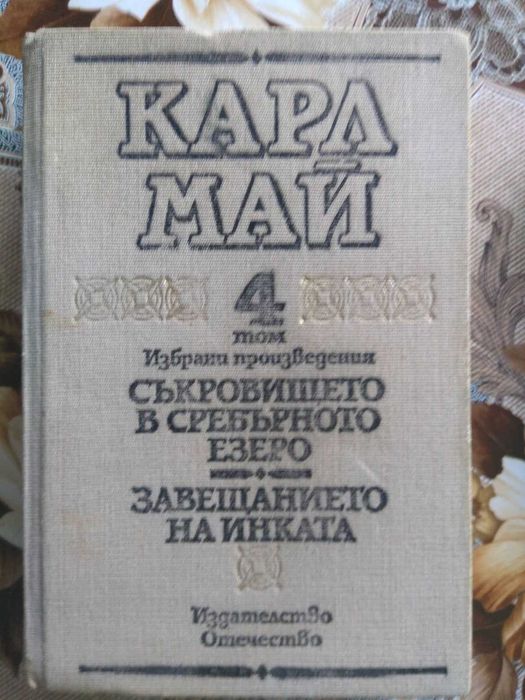 КАРЛ
МАЙ
4
том
Избрани произведения
СЪКРОВИЩЕТО
В СРЕБЪРНОТО
ЕЗЕРО
ЗАВЕЩАНИЕТО
НА ИНКАТА
Издателство
Отечество